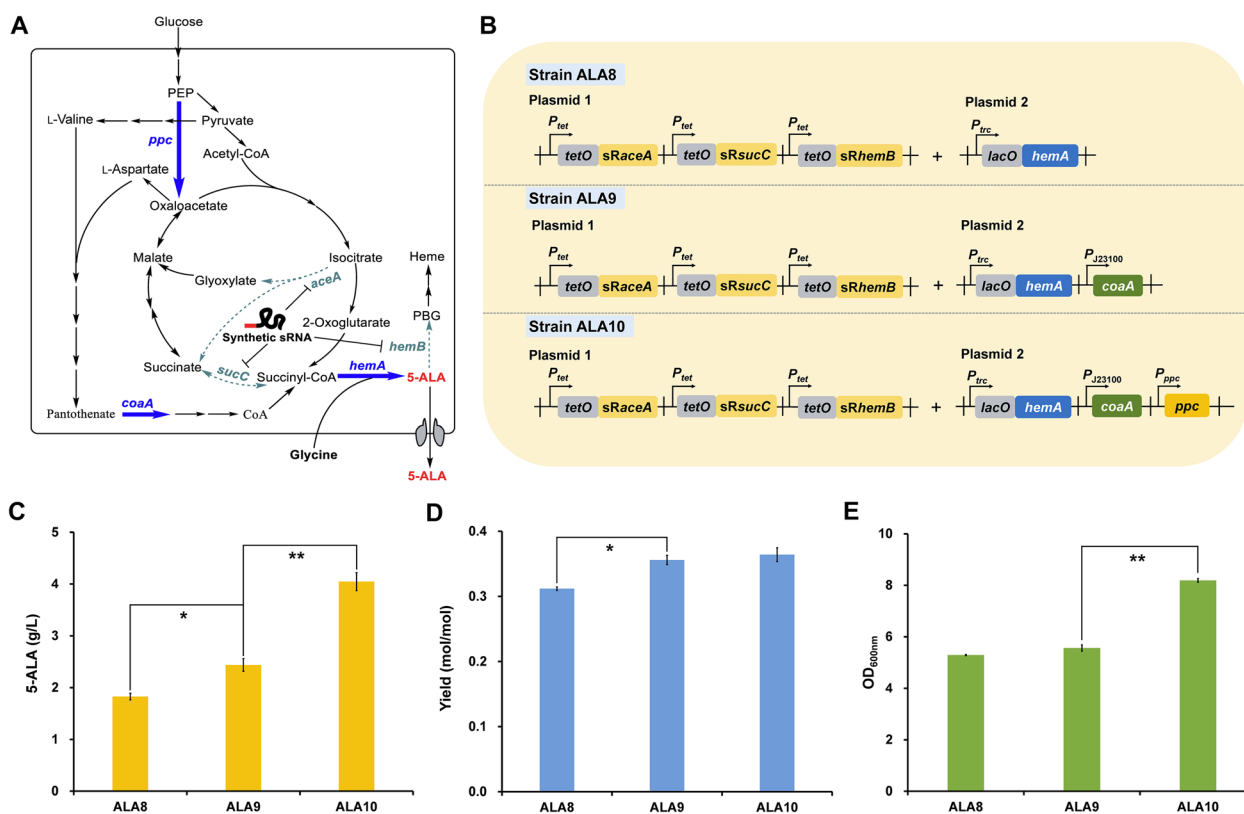 A
Glucose
PEP
L-Valine
Pyruvate
ppc
Acetyl-CoA
L-Aspartate
Oxaloacetate
Malate
Isocitrate
Heme
Glyoxylate
aceA
PBG
2-Oxoglutarate
Synthetic sRNA
hemB
Succinate
sucC
Succinyl-CoA
hemA
5-ALA
coaA
Pantothenate
CoA
Glycine
5-ALA
B
Strain ALA8
Plasmid 1
Plasmid 2
Ptet
Ptet
Ptet
Ptrc
tetO sRaceA
tetO sRsucC
tetO sRhemB
+
lacO hemA
Strain ALA9
Plasmid 1
Plasmid 2
Ptet
Ptet
Ptet
Ptrc
PJ23100
tetO sRaceA
tetO sRsucC
tetO sRhemB
+
lacO hemA
coaA
Strain ALA10
Plasmid 1
Plasmid 2
Ptet
Ptet
Ptet
Ptrc
PJ23100
Pppc
tetO sRaceA
tetO sRsucC
tetO sRhemB
+
lacO hemA
coaA
ppc
C
5-ALA (g/L)
5
4
3
2
1
0
*
**
ALA8
ALA9
ALA10
D
Yield (mol/mol)
0.4
0.3
0.2
0.1
0.0
*
ALA8
ALA9
ALA10
E
OD600nm
10
8
6
4
2
0
**
ALA8
ALA9
ALA10